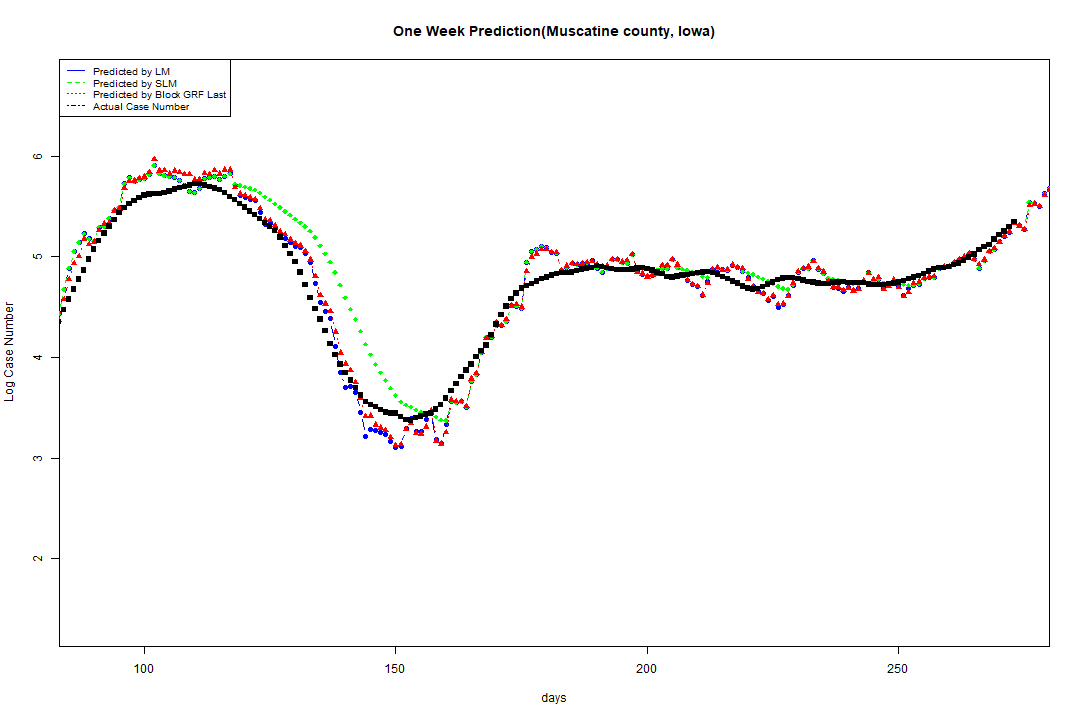 One Week Prediction(Muscatine county, Iowa)
Predicted by LM
Predicted by SLM
Predicted by Block GRF Last
Actual Case Number
6
5
4
3
2
Log Case Number
100 150 200 250
days